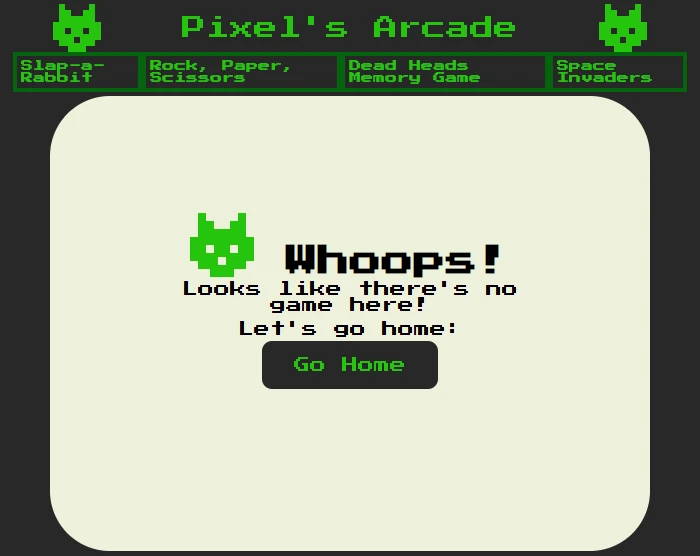 Pixel's Arcade
Slap-a-
Rabbit
Rock, Paper,
Scissors
Dead Heads
Memory Game
Space
Invaders
Whoops!
Looks like there's no
game here!
Let's go home:
Go Home